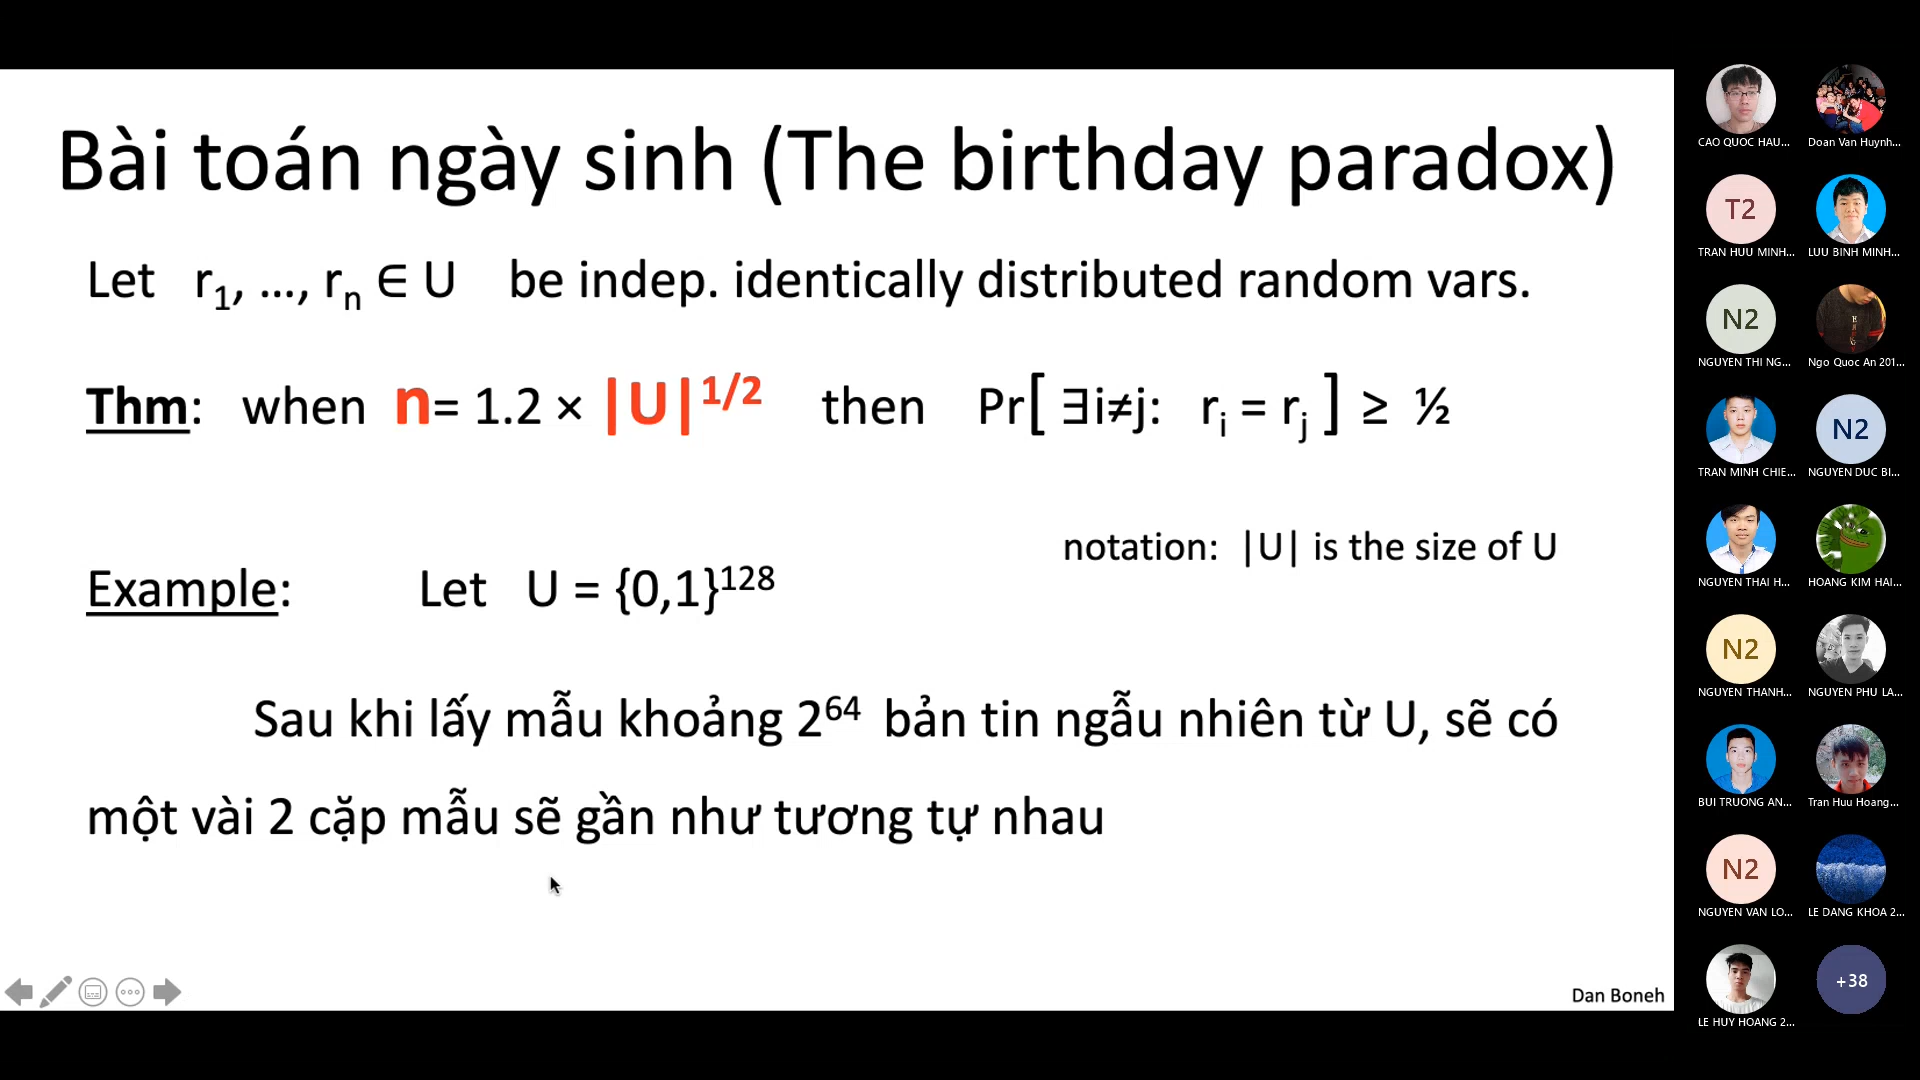 Bài toán ngày sinh (The birthday paradox)
Let r₁, ..., rₙ ∈ U be indep. identically distributed random vars.
Thm: when n= 1.2 × |U|^1/2 then Pr[ ∃i≠j: rᵢ = rⱼ ] ≥ ½
notation: |U| is the size of U
Example: Let U = {0,1}^128
Sau khi lấy mẫu khoảng 2^64 bản tin ngẫu nhiên từ U, sẽ có
một vài 2 cặp mẫu sẽ gần như tương tự nhau
Dan Boneh
CAO QUOC HAU...
Doan Van Huynh...
T2
TRAN HUU MINH...
LUU BINH MINH...
N2
NGUYEN THI NG...
Ngo Quoc An 201...
TRAN MINH CHIE...
N2
NGUYEN DUC BI...
NGUYEN THAI H...
HOANG KIM HAI...
N2
NGUYEN THANH...
NGUYEN PHU LA...
BUI TRUONG AN...
Tran Huu Hoang...
N2
NGUYEN VAN LO...
LE DANG KHOA 2...
LE HUY HOANG 2...
+38